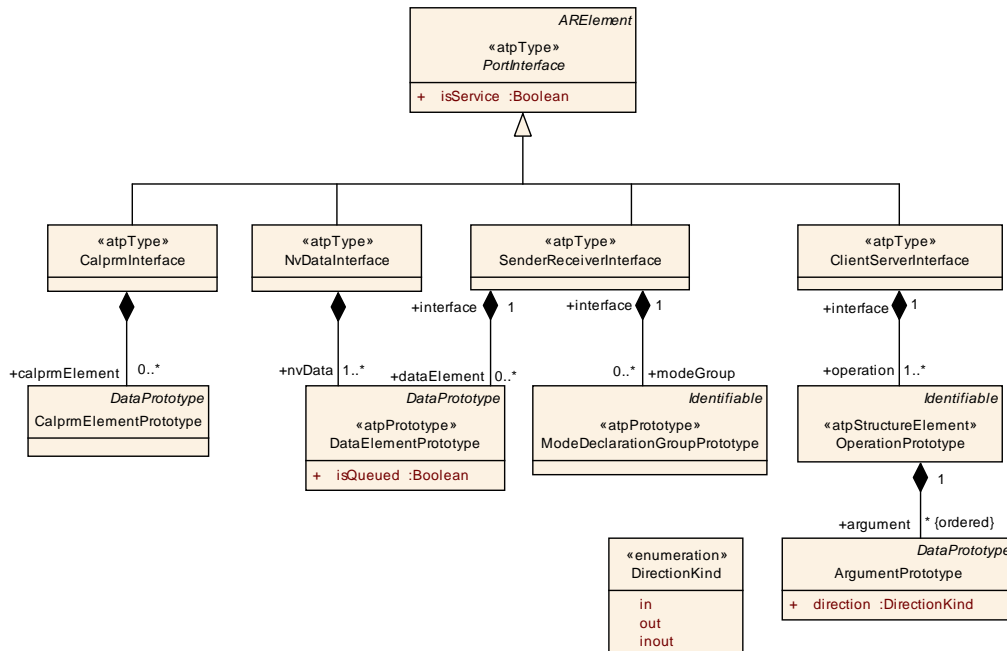 ARElement
«atpType»
PortInterface
+ isService :Boolean
«atpType»
CalprmInterface
«atpType»
NvDataInterface
«atpType»
SenderReceiverInterface
«atpType»
ClientServerInterface
+interface 1
+interface 1
+interface 1
+calprmElement 0..*
+nvData 1..*
+dataElement 0..*
0..* +modeGroup
+operation 1..*
DataPrototype
CalprmElementPrototype
DataPrototype
«atpPrototype»
DataElementPrototype
+ isQueued :Boolean
Identifiable
«atpPrototype»
ModeDeclarationGroupPrototype
Identifiable
«atpStructureElement»
OperationPrototype
1
+argument * {ordered}
«enumeration»
DirectionKind
in
out
inout
DataPrototype
ArgumentPrototype
+ direction :DirectionKind